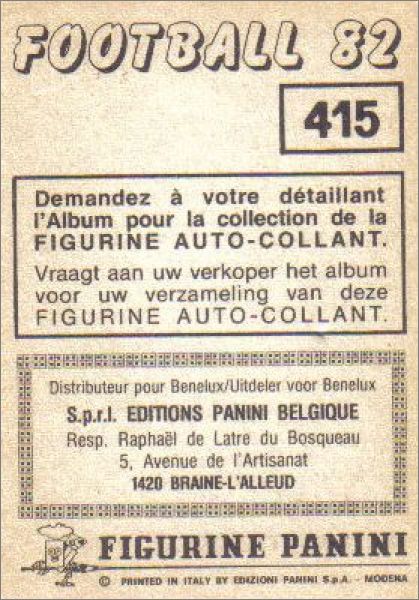 FOOTBALL 82
415
Demandez à votre détaillant
l'Album pour la collection de la
FIGURINE AUTO-COLLANT.
Vraagt aan uw verkoper het album
voor uw verzameling van deze
FIGURINE AUTO-COLLANT.
Distributeur pour Benelux/Uitdeler voor Benelux
S.p.r.l. EDITIONS PANINI BELGIQUE
Resp. Raphaël de Latre du Bosqueau
5, Avenue de l'Artisanat
1420 BRAINE-L'ALLEUD
FIGURINE PANINI
© PRINTED IN ITALY BY EDIZIONI PANINI S.p.A. - MODENA